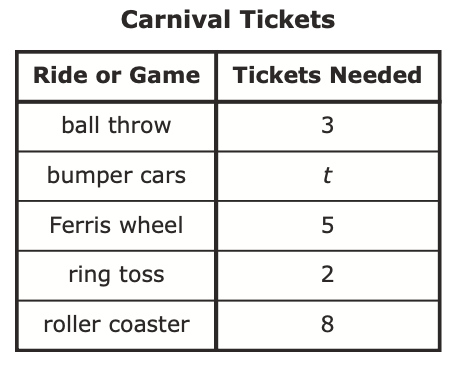 Carnival Tickets
Ride or Game Tickets Needed
ball throw 3
bumper cars t
Ferris wheel 5
ring toss 2
roller coaster 8